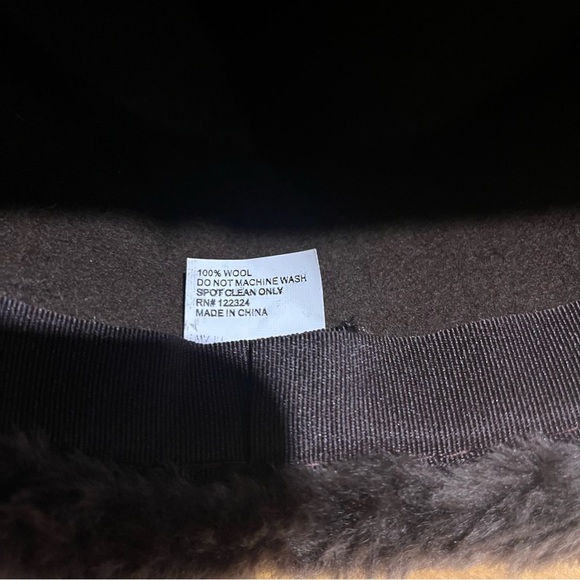 100% WOOL
DO NOT MACHINE WASH
SPOT CLEAN ONLY
RN# 122324
MADE IN CHINA